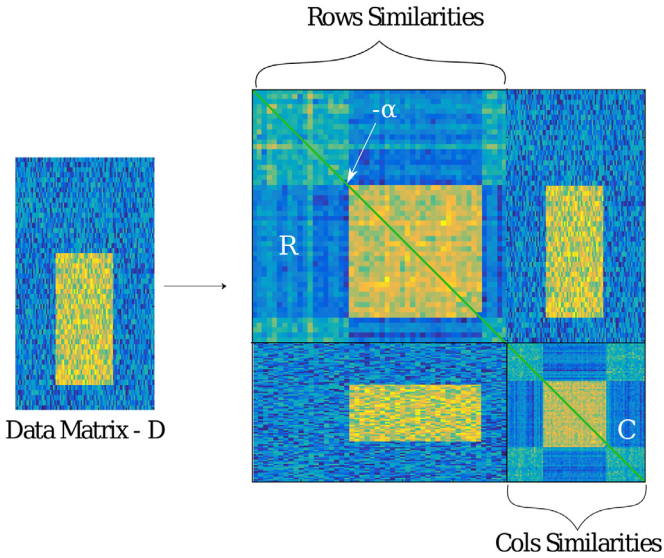 Rows Similarities
-α
R
Data Matrix - D
C
Cols Similarities